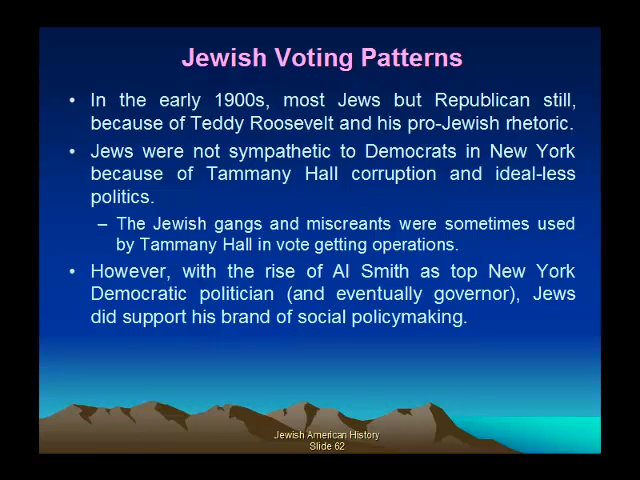 Jewish Voting Patterns
• In the early 1900s, most Jews but Republican still,
because of Teddy Roosevelt and his pro-Jewish rhetoric.
• Jews were not sympathetic to Democrats in New York
because of Tammany Hall corruption and ideal-less
politics.
– The Jewish gangs and miscreants were sometimes used
by Tammany Hall in vote getting operations.
• However, with the rise of Al Smith as top New York
Democratic politician (and eventually governor), Jews
did support his brand of social policymaking.
Jewish American History
Slide 62